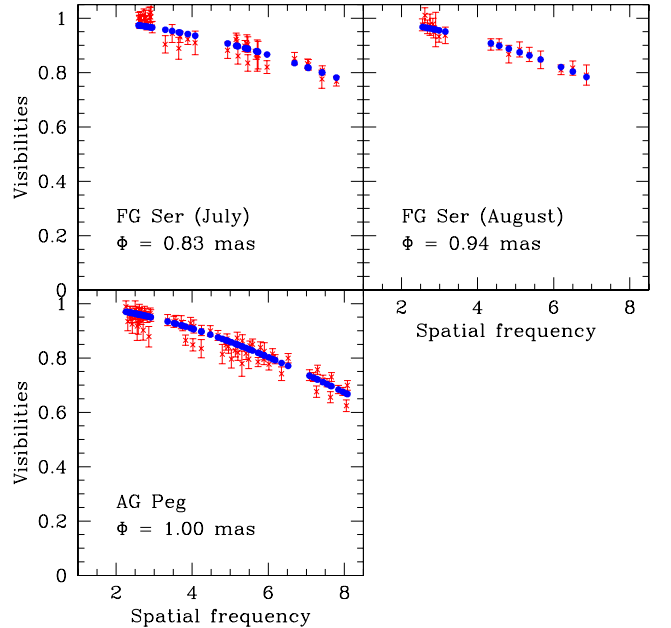 Visibilities
1
0.8
0.6
0.4
0.2
0
FG Ser (July)
Φ = 0.83 mas
FG Ser (August)
Φ = 0.94 mas
2 4 6 8
Spatial frequency
Visibilities
1
0.8
0.6
0.4
0.2
0
AG Peg
Φ = 1.00 mas
2 4 6 8
Spatial frequency